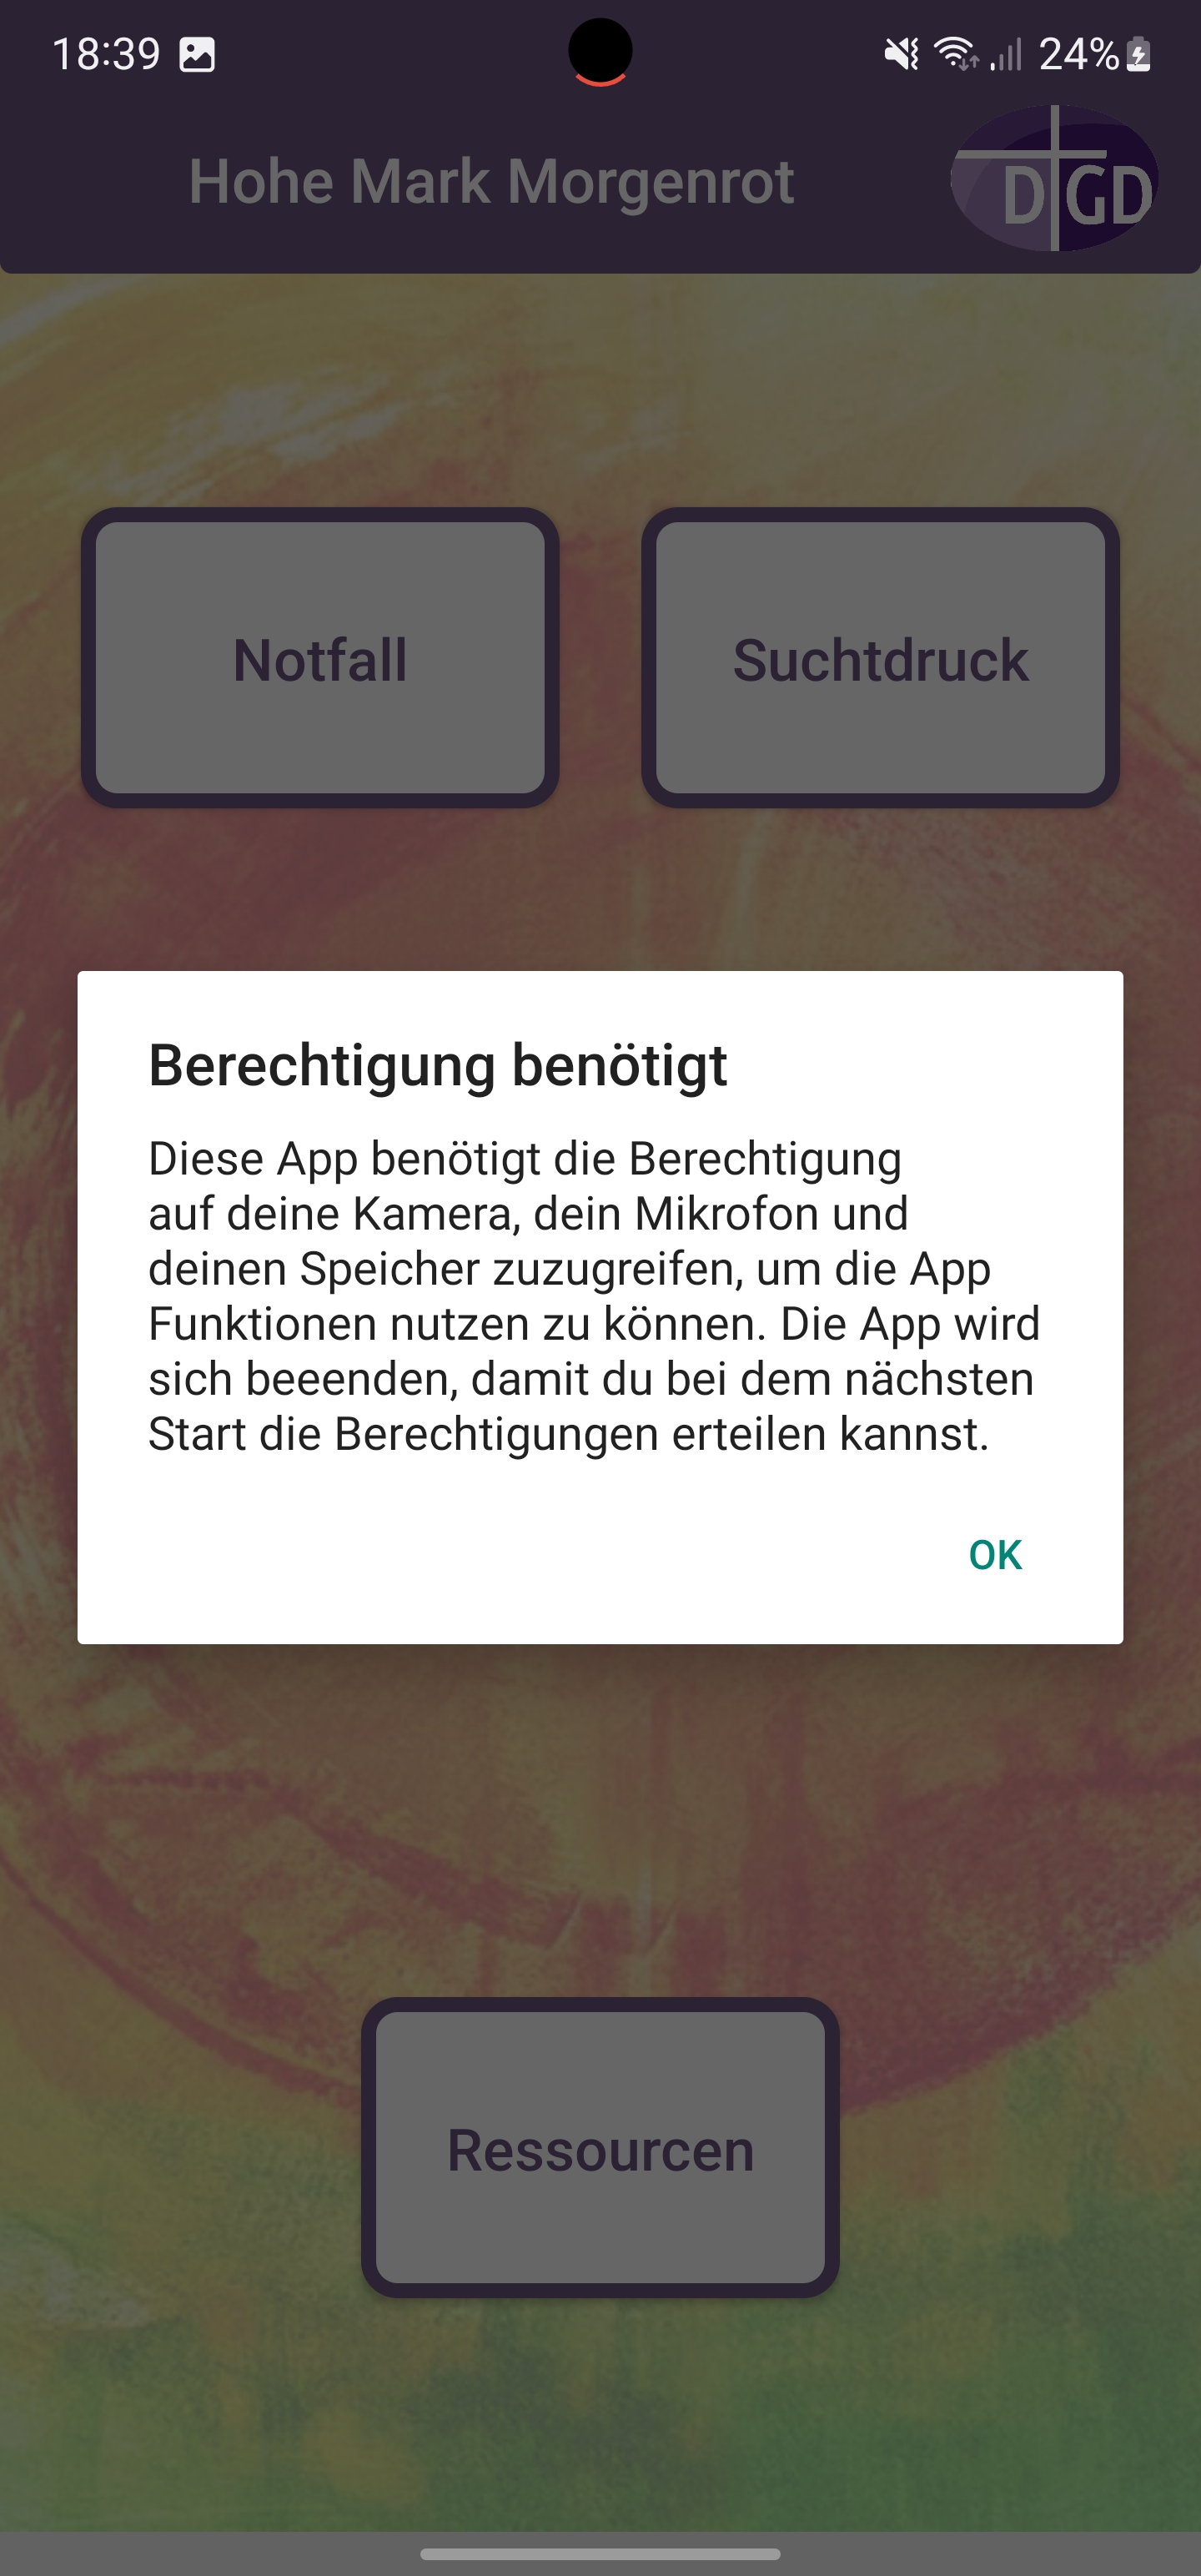 18:39
24%
Hohe Mark Morgenrot
DGD
Notfall
Suchtdruck
Berechtigung benötigt
Diese App benötigt die Berechtigung
auf deine Kamera, dein Mikrofon und
deinen Speicher zuzugreifen, um die App
Funktionen nutzen zu können. Die App wird
sich beeenden, damit du bei dem nächsten
Start die Berechtigungen erteilen kannst.
OK
Ressourcen